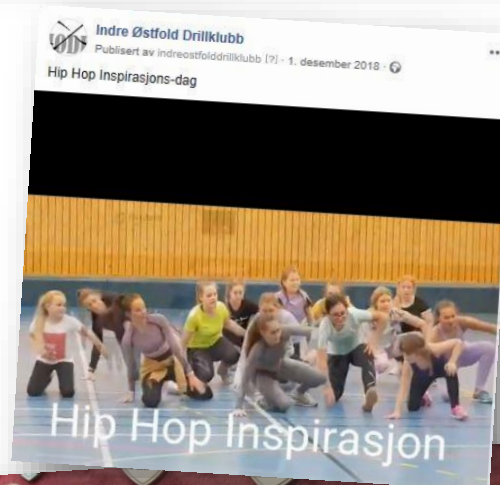 Indre Østfold Drillklubb
Publisert av indreostfolddrillklubb [?] · 1. desember 2018 ·
Hip Hop Inspirasjons-dag
Hip Hop Inspirasjon